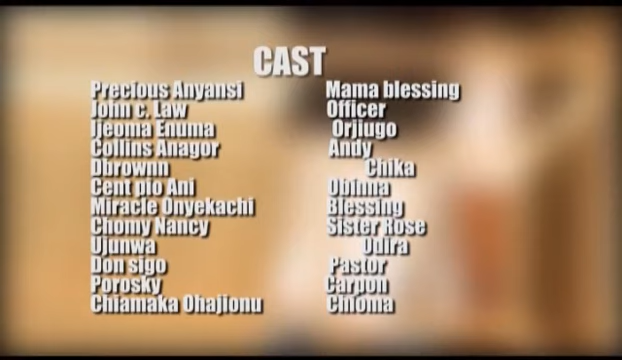 CAST
Precious Anyansi Mama blessing
John c. Law Officer
Ijeoma Enuma Orjiugo
Collins Anagor Andy
Dbrownn Chika
Cent pio Ani Obinna
Miracle Onyekachi Blessing
Chomy Nancy Sister Rose
Ujunwa Odira
Don sigo Pastor
Porosky Carpon
Chiamaka Ohajionu Chioma